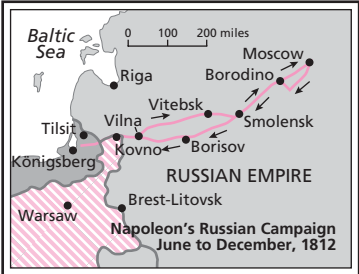 Baltic
Sea
0 100 200 miles
Moscow
Riga
Borodino
Vitebsk
Vilna
Smolensk
Tilsit
Kovno
Borisov
Königsberg
RUSSIAN EMPIRE
Warsaw
Brest-Litovsk
Napoleon's Russian Campaign
June to December, 1812